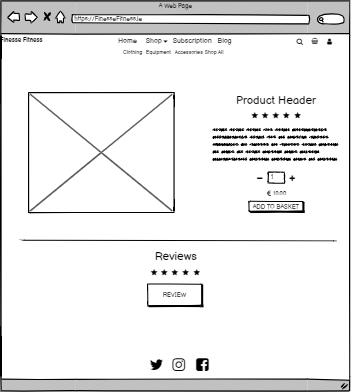 A Web Page
https://FinesseFitness.ie
Finesse Fitness
Home Shop Subscription Blog
Clothing Equipment Accessories Shop All
Product Header
- 1 +
€ 10.00
ADD TO BASKET
Reviews
REVIEW